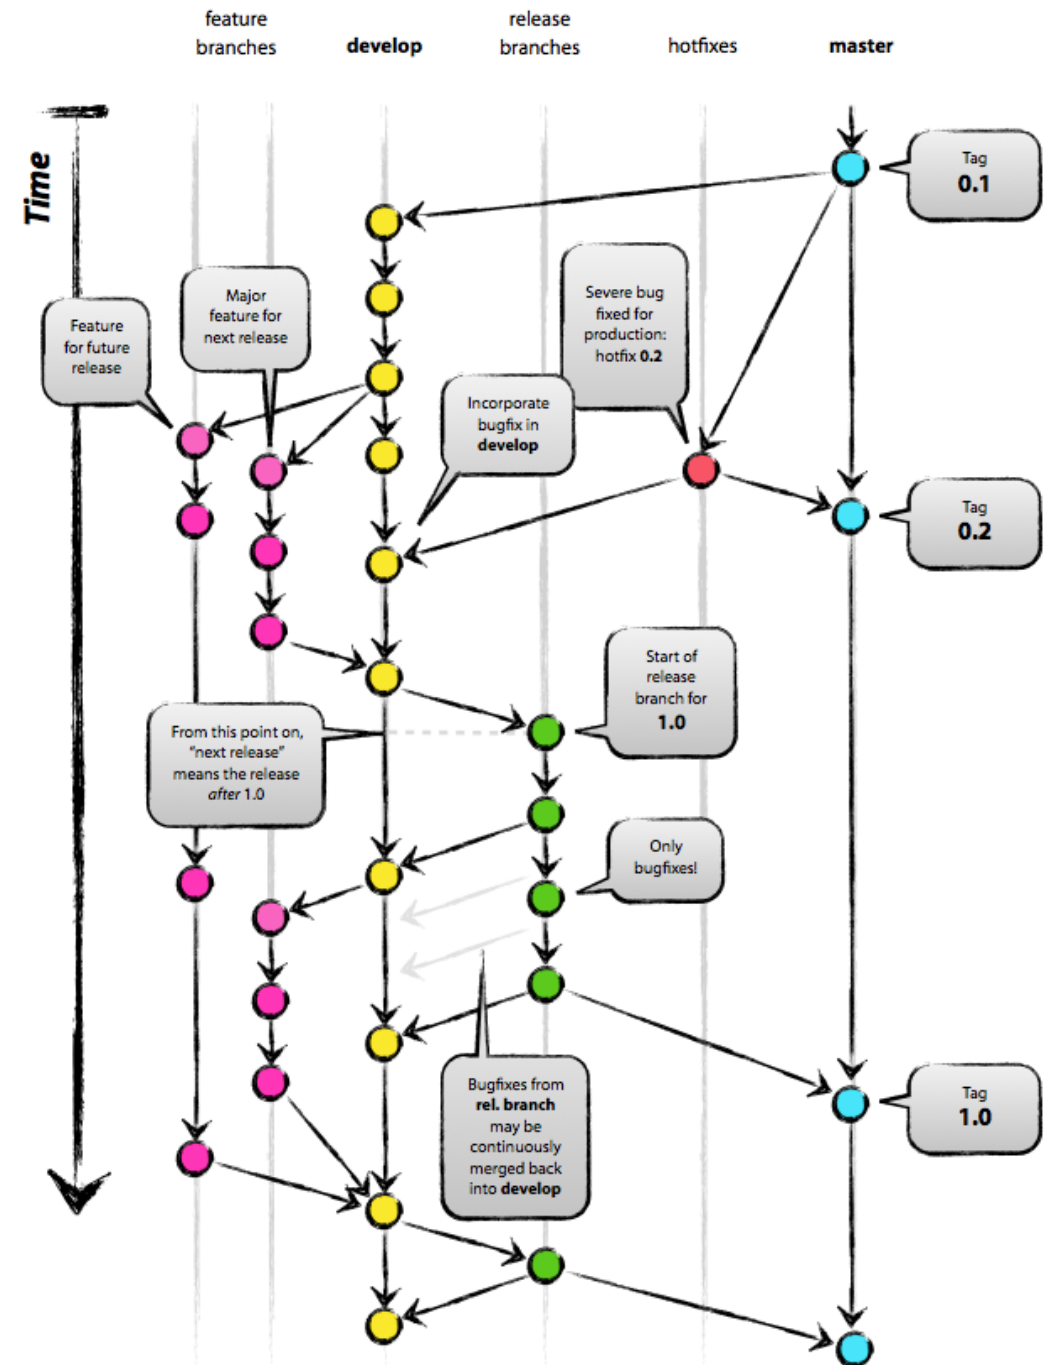 feature
branches
develop
release
branches
hotfixes
master
Time
Tag
0.1
Severe bug
fixed for
production:
hotfix 0.2
Major
feature for
next release
Feature
for future
release
Incorporate
bugfix in
develop
Tag
0.2
Start of
release
branch for
1.0
From this point on,
“next release”
means the release
after 1.0
Only
bugfixes!
Bugfixes from
rel. branch
may be
continuously
merged back
into develop
Tag
1.0